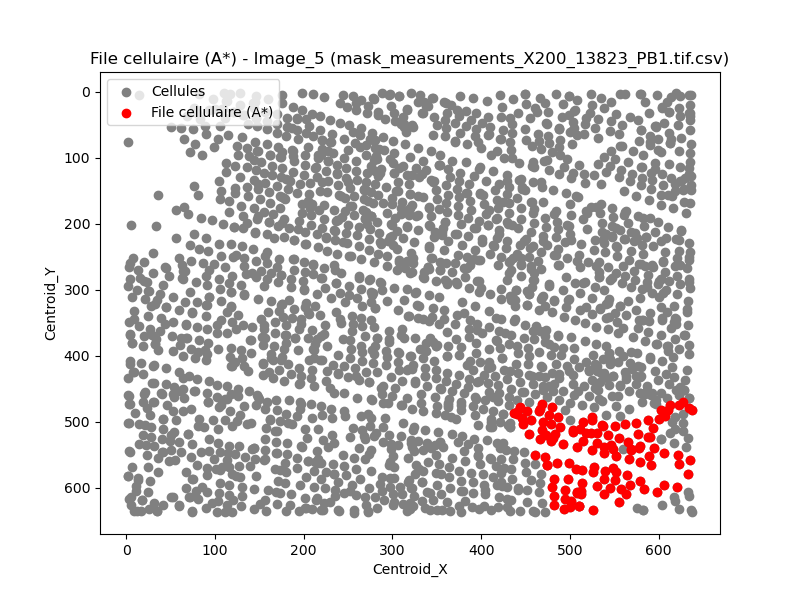 File cellulaire (A*) - Image_5 (mask_measurements_X200_13823_PB1.tif.csv)
Cellules
File cellulaire (A*)
0
100
200
300
400
500
600
Centroid_Y
0 100 200 300 400 500 600
Centroid_X